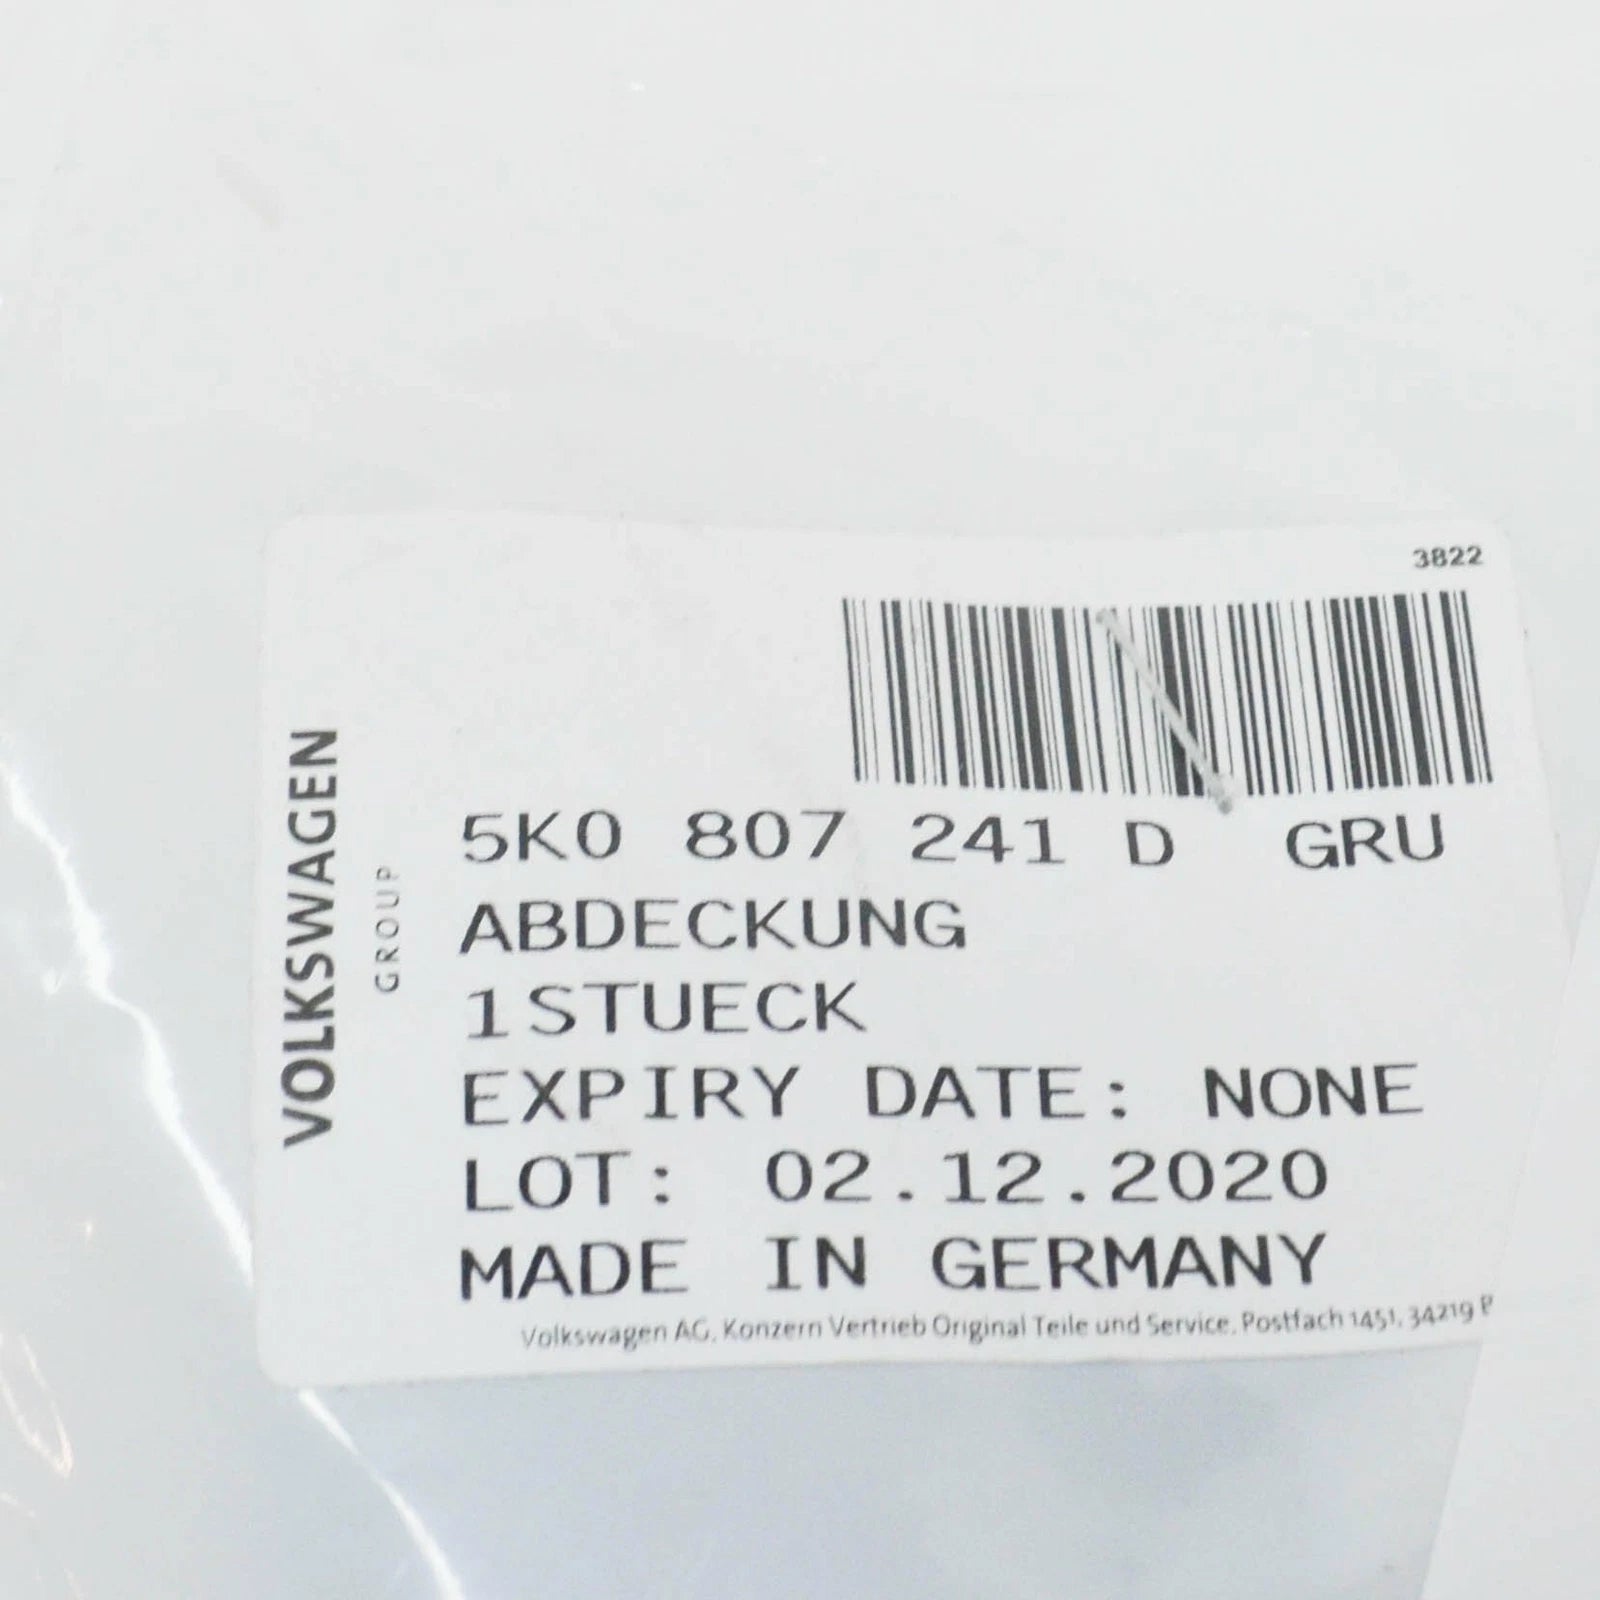 3822
5K0 807 241 D GRU
ABDECKUNG
1STUECK
EXPIRY DATE: NONE
LOT: 02.12.2020
MADE IN GERMANY
Volkswagen AG, Konzern Vertrieb Original Teile und Service, Postfach 1451, 34219
VOLKSWAGEN
GROUP